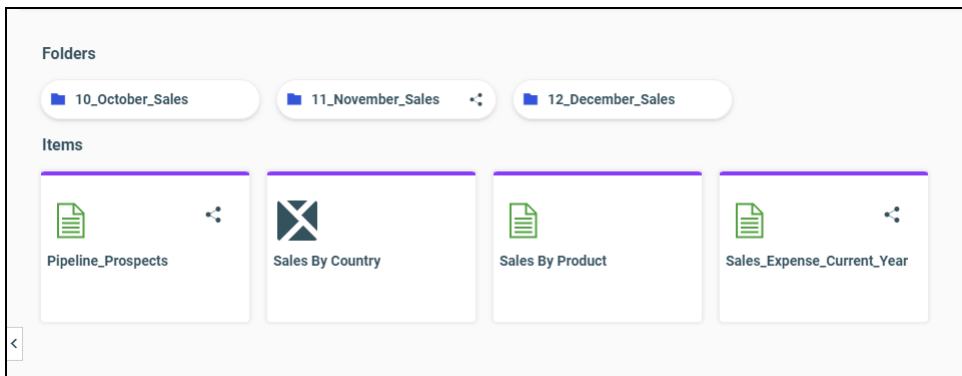 Folders
10_October_Sales
11_November_Sales
12_December_Sales
Items
Pipeline_Prospects
Sales By Country
Sales By Product
Sales_Expense_Current_Year